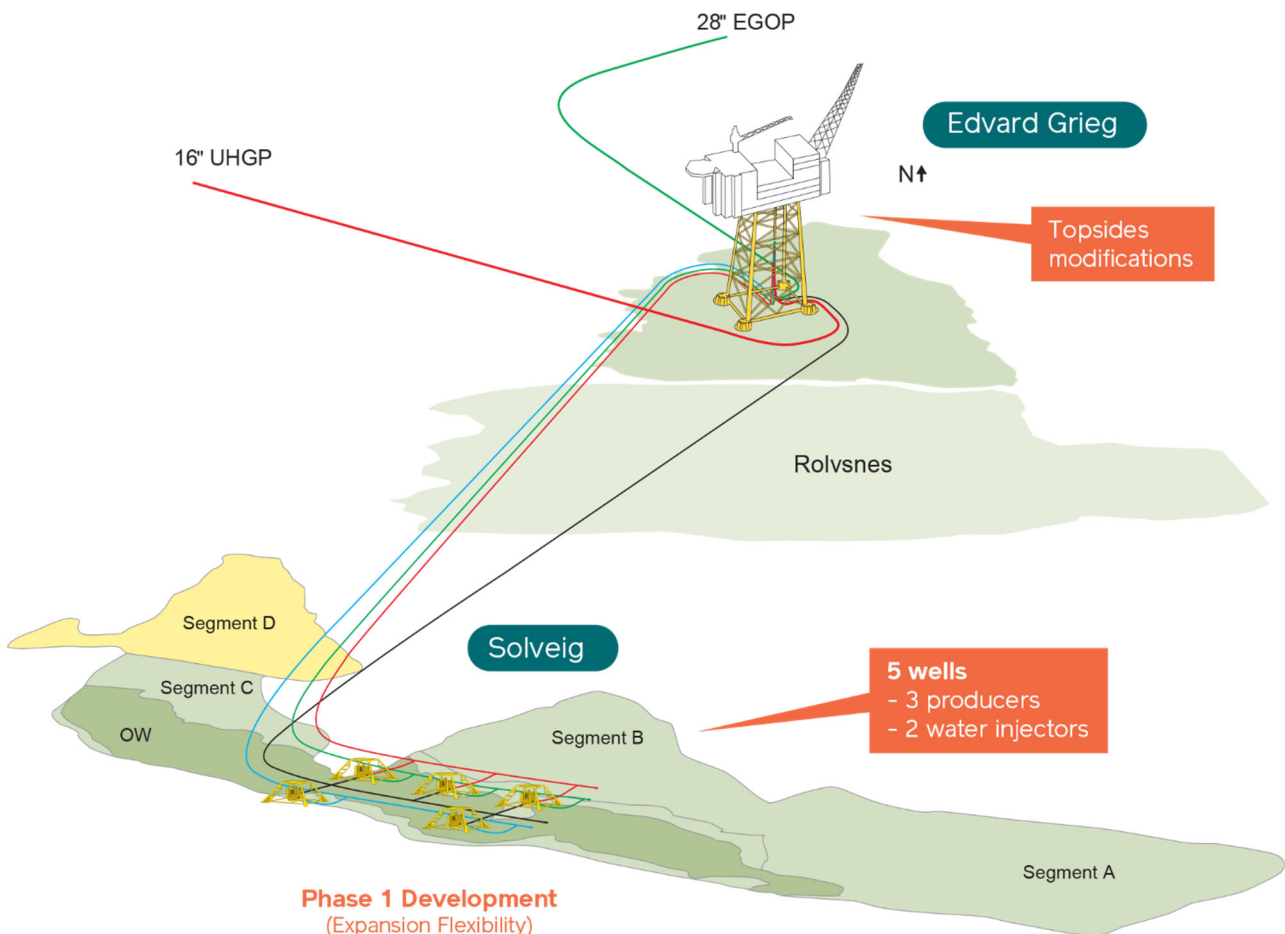 28" EGOP
Edvard Grieg
16" UHGP
N
Topsides
modifications
Rolvsnes
Segment D
Solveig
Segment C
5 wells
- 3 producers
- 2 water injectors
OW
Segment B
Segment A
Phase 1 Development
(Expansion Flexibility)